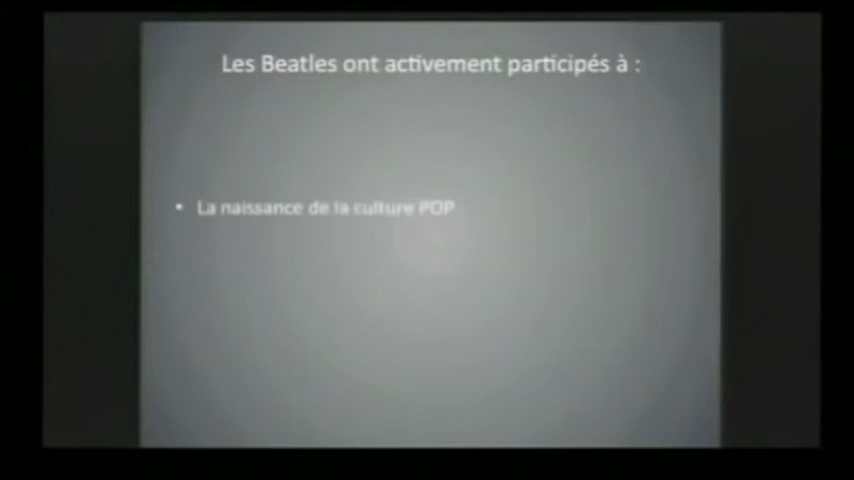 Les Beatles ont activement participés à :
• La naissance de la culture POP